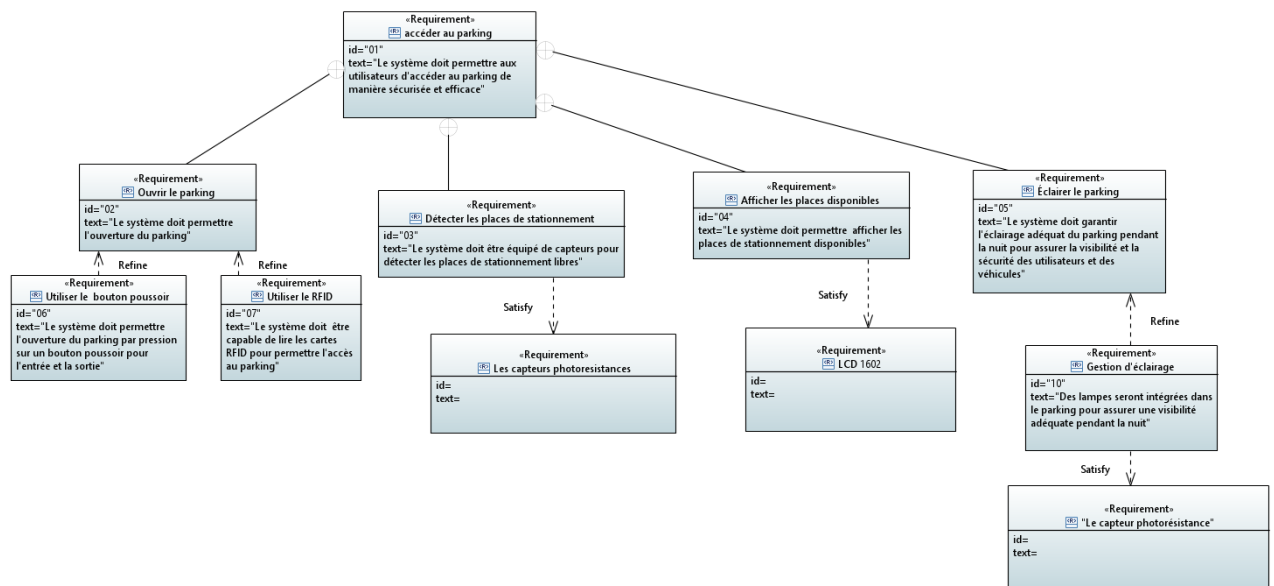 «Requirement»
accéder au parking
id="01"
text="Le système doit permettre aux
utilisateurs d'accéder au parking de
manière sécurisée et efficace"
«Requirement»
Ouvrir le parking
id="02"
text="Le système doit permettre
l'ouverture du parking"
«Requirement»
Détecter les places de stationnement
id="03"
text="Le système doit être équipé de capteurs pour
détecter les places de stationnement libres"
«Requirement»
Afficher les places disponibles
id="04"
text="Le système doit permettre  afficher les
places de stationnement disponibles"
«Requirement»
Éclairer le parking
id="05"
text="Le système doit garantir
l'éclairage adéquat du parking pendant
la nuit pour assurer la visibilité et la
sécurité des utilisateurs et des
véhicules"
Refine
Refine
«Requirement»
Utiliser le  bouton poussoir
id="06"
text="Le système doit permettre
l'ouverture du parking par pression
sur un bouton poussoir pour
l'entrée et la sortie"
«Requirement»
Utiliser le RFID
id="07"
text="Le système doit  être
capable de lire les cartes
RFID pour permettre l'accès
au parking"
Satisfy
Satisfy
Refine
«Requirement»
Les capteurs photoresistances
id=
text=
«Requirement»
LCD 1602
id=
text=
«Requirement»
Gestion d'éclairage
id="10"
text="Des lampes seront intégrées dans
le parking pour assurer une visibilité
adéquate pendant la nuit"
Satisfy
«Requirement»
"Le capteur photorésistance"
id=
text=